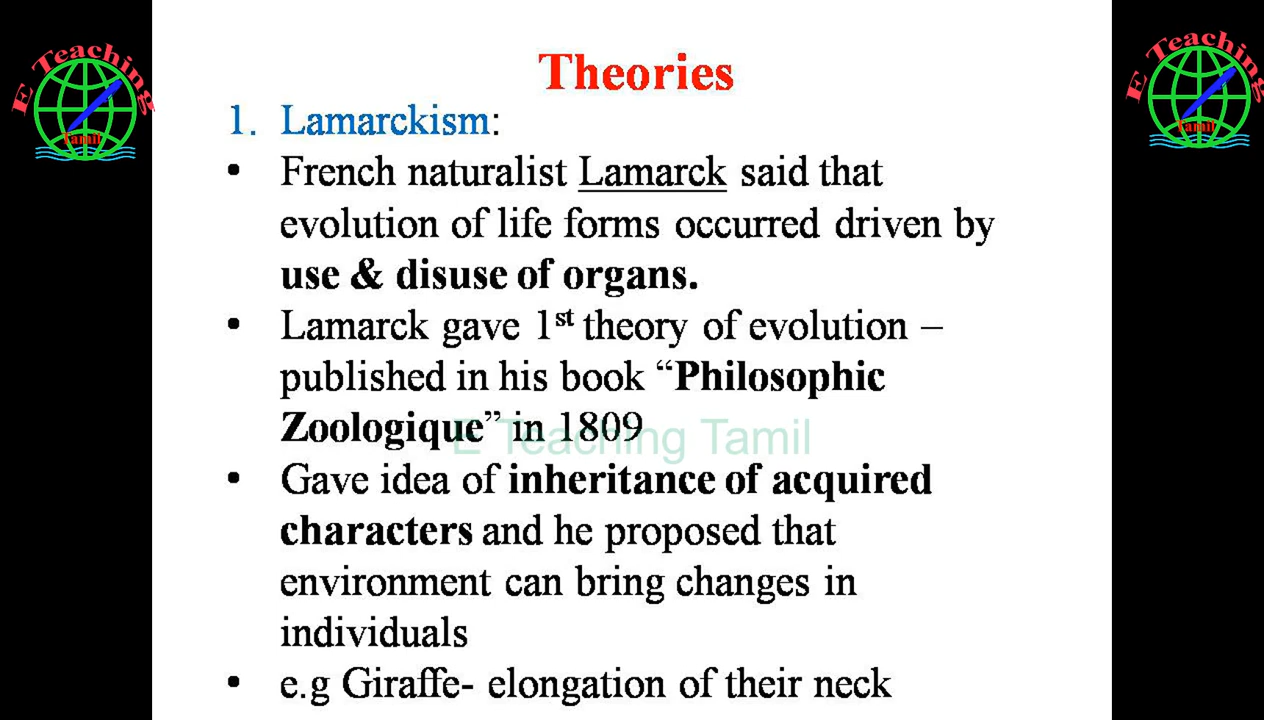 E Teaching
Tamil
E Teaching
Tamil
Theories
1. Lamarckism:
• French naturalist Lamarck said that
evolution of life forms occurred driven by
use & disuse of organs.
• Lamarck gave 1st theory of evolution –
published in his book “Philosophic
Zoologique” in 1809
E Teaching Tamil
• Gave idea of inheritance of acquired
characters and he proposed that
environment can bring changes in
individuals
• e.g Giraffe- elongation of their neck